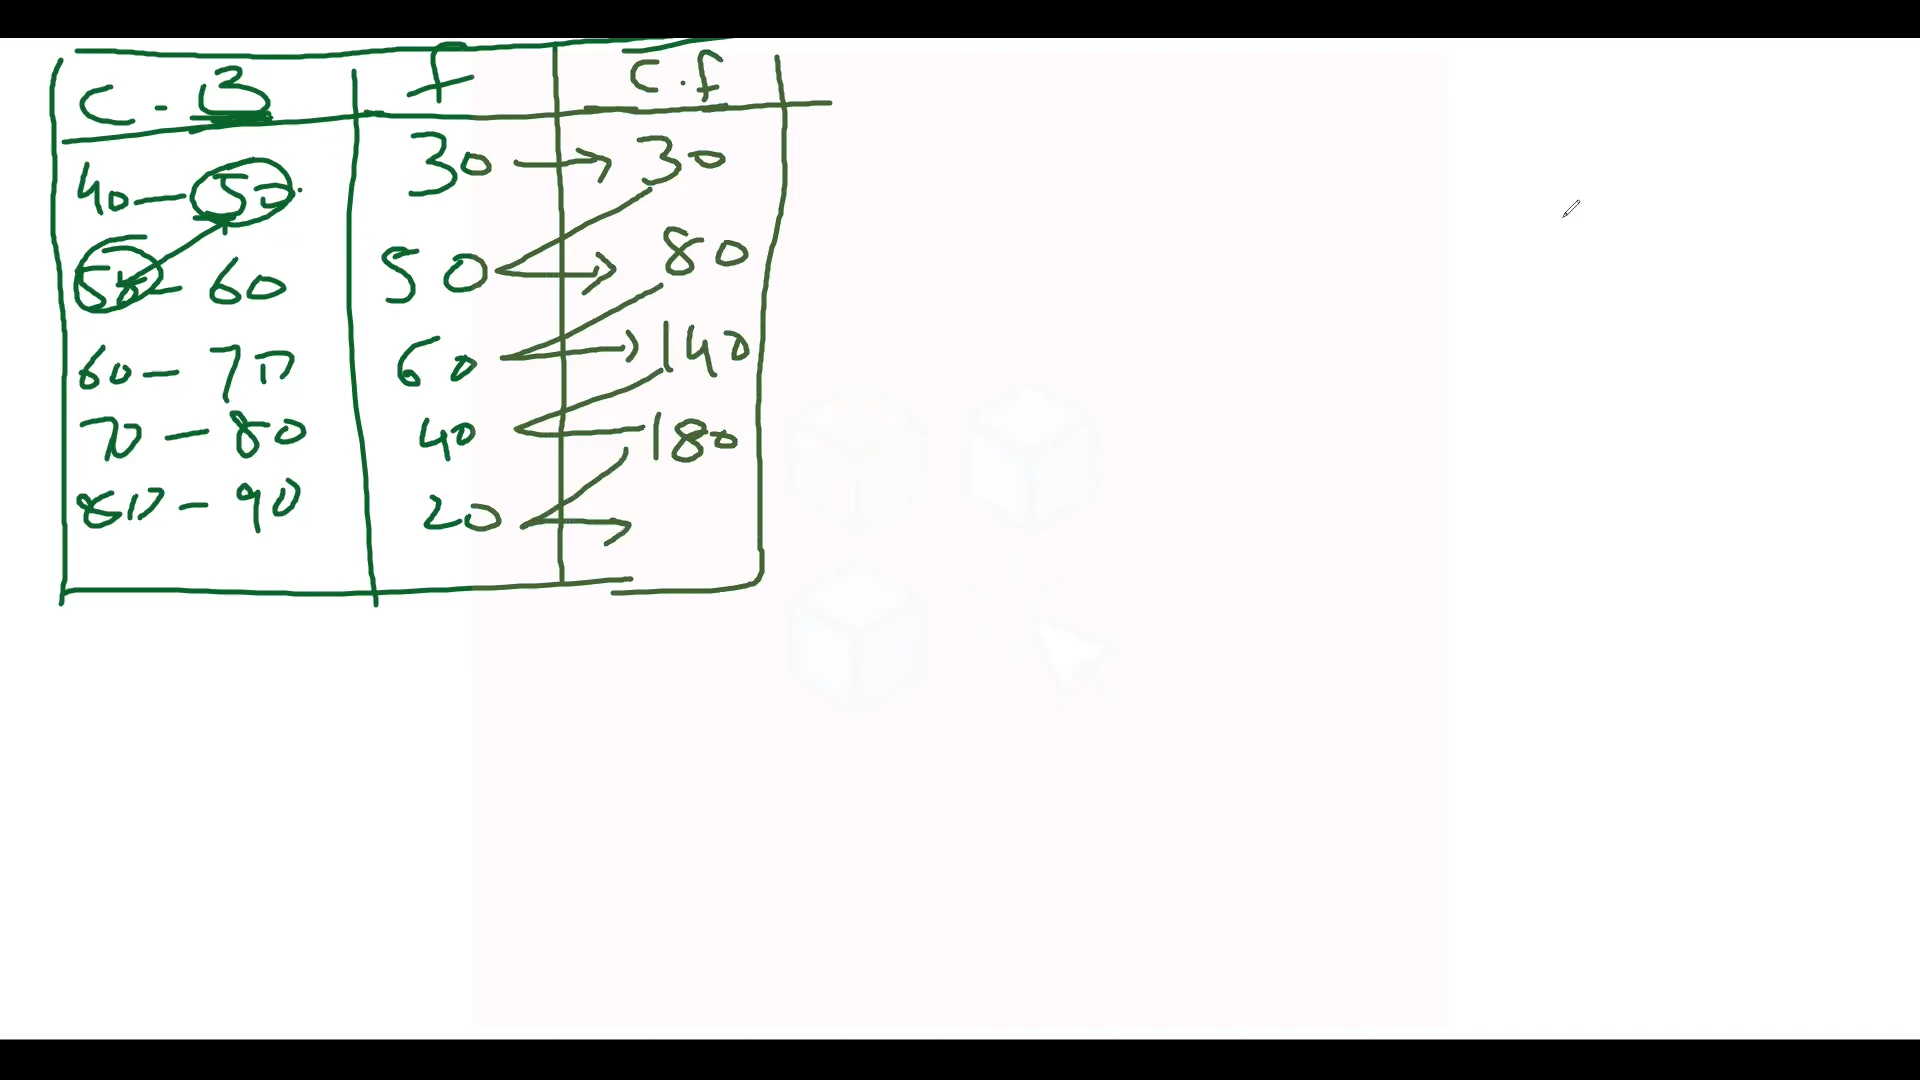 C - B f C.f
40 - 50 30 → 30
50 - 60 50 → 80
60 - 70 60 → 140
70 - 80 40 180
80 - 90 20 →